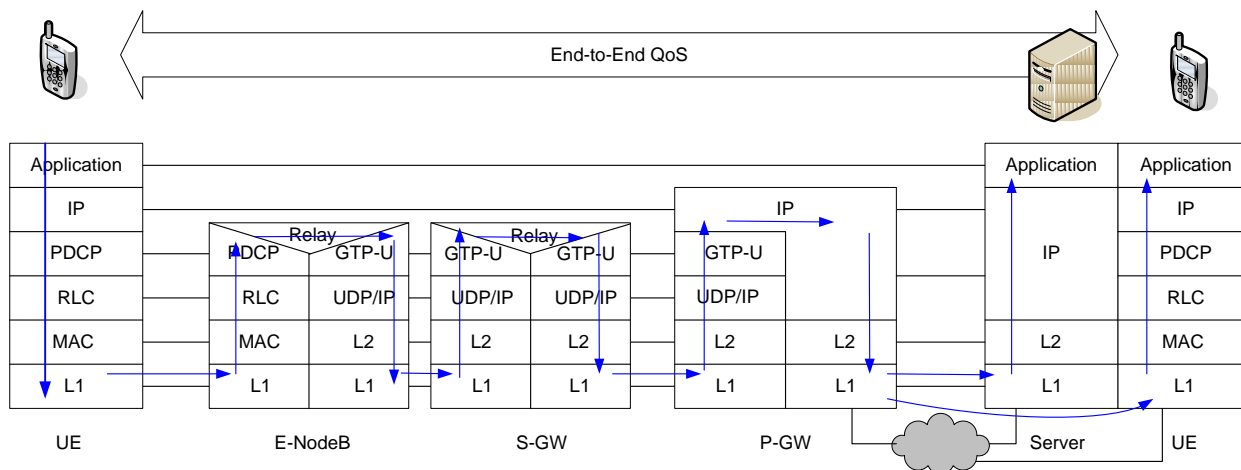 End-to-End QoS
Application Application Application
IP IP IP
Relay Relay
PDCP PDCP GTP-U GTP-U GTP-U GTP-U IP PDCP
RLC RLC UDP/IP UDP/IP UDP/IP UDP/IP RLC
MAC MAC L2 L2 L2 L2 L2 L2 MAC
L1 L1 L1 L1 L1 L1 L1 L1 L1
UE E-NodeB S-GW P-GW Server UE